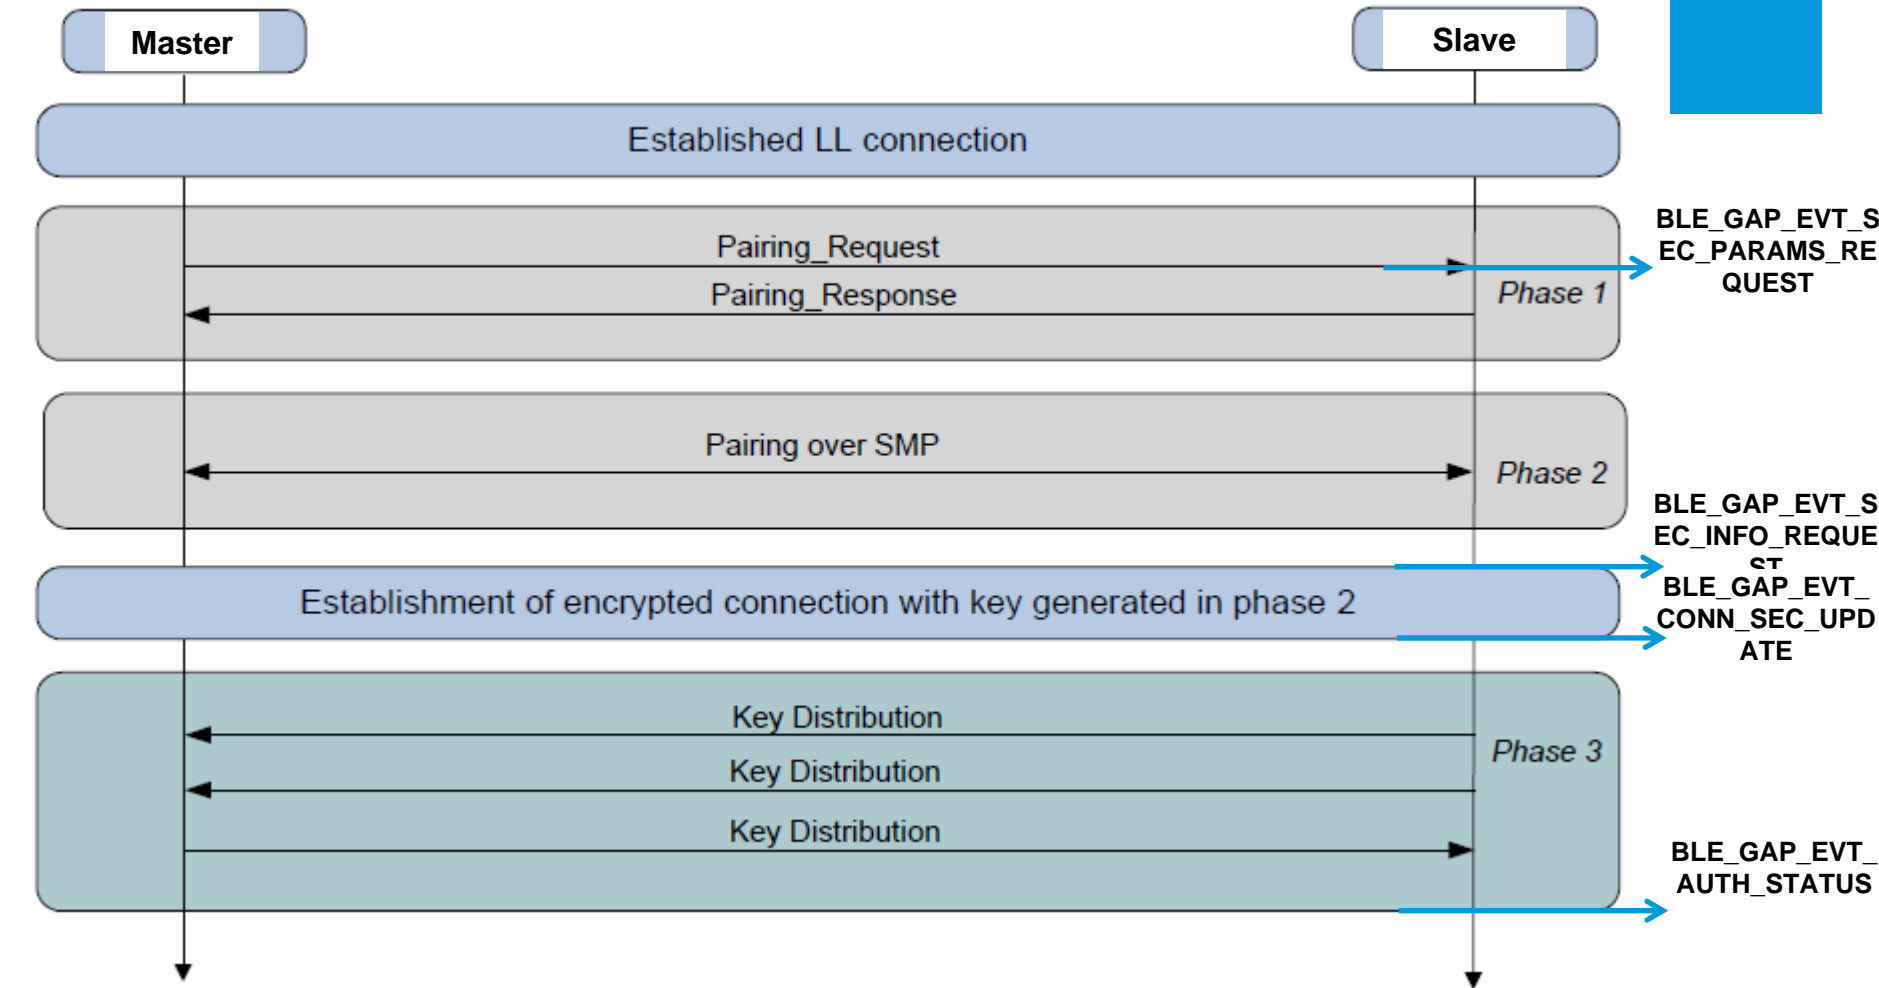 Master
Slave
Established LL connection
BLE_GAP_EVT_S
EC_PARAMS_RE
QUEST
Pairing_Request
Pairing_Response
Phase 1
Pairing over SMP
Phase 2
BLE_GAP_EVT_S
EC_INFO_REQUE
ST
BLE_GAP_EVT_
CONN_SEC_UPD
ATE
Establishment of encrypted connection with key generated in phase 2
Key Distribution
Key Distribution
Key Distribution
Phase 3
BLE_GAP_EVT_
AUTH_STATUS